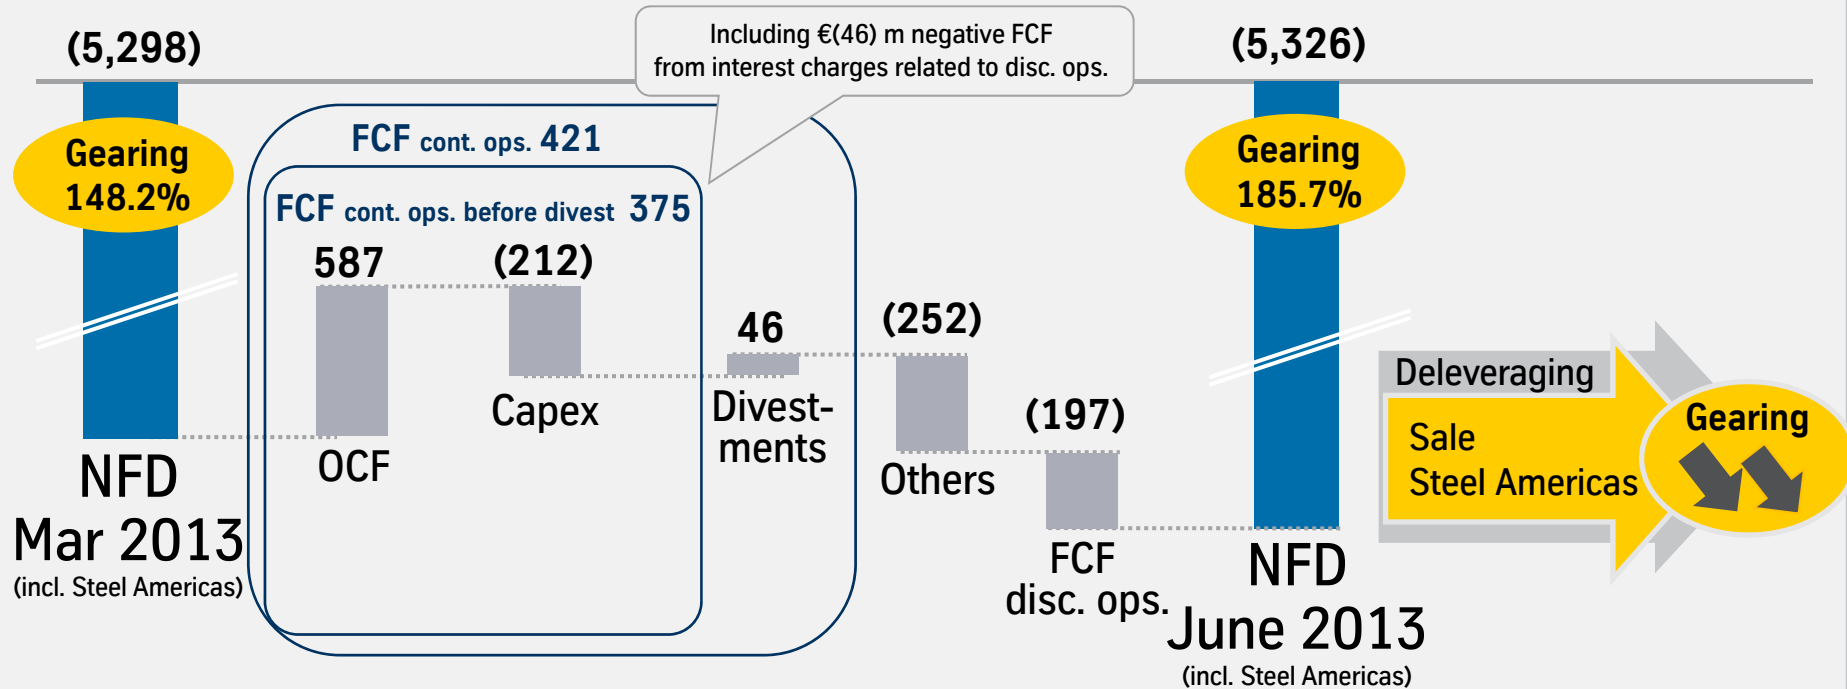 (5,298)
Including €(46) m negative FCF
from interest charges related to disc. ops.
(5,326)
Gearing
148.2%
FCF cont. ops. 421
FCF cont. ops. before divest 375
587
(212)
46
(252)
(197)
Gearing
185.7%
OCF
Capex
Divest-
ments
Others
FCF
disc. ops.
NFD
Mar 2013
(incl. Steel Americas)
NFD
June 2013
(incl. Steel Americas)
Deleveraging
Sale
Steel Americas
Gearing